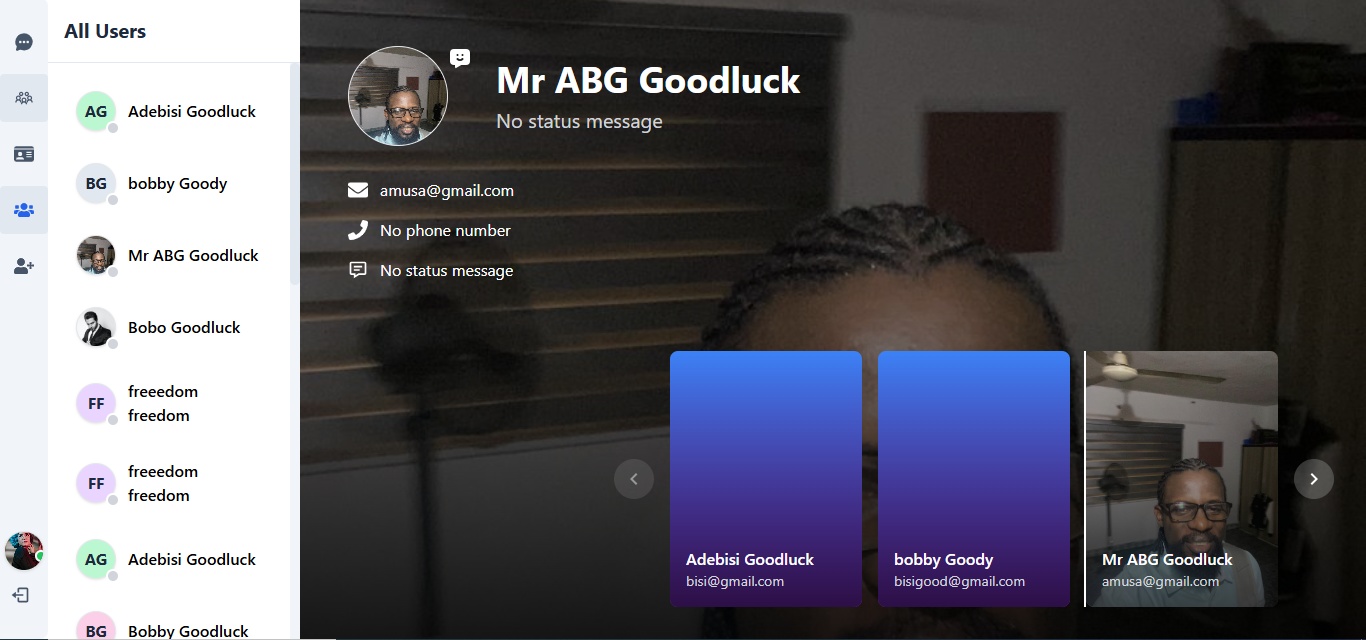 All Users
AG
Adebisi Goodluck
BG
bobby Goody
Mr ABG Goodluck
Bobo Goodluck
FF
freeedom
freedom
FF
freeedom
freedom
AG
Adebisi Goodluck
BG
Bobby Goodluck
Mr ABG Goodluck
No status message
amusa@gmail.com
No phone number
No status message
Adebisi Goodluck
bisi@gmail.com
bobby Goody
bisigood@gmail.com
Mr ABG Goodluck
amusa@gmail.com